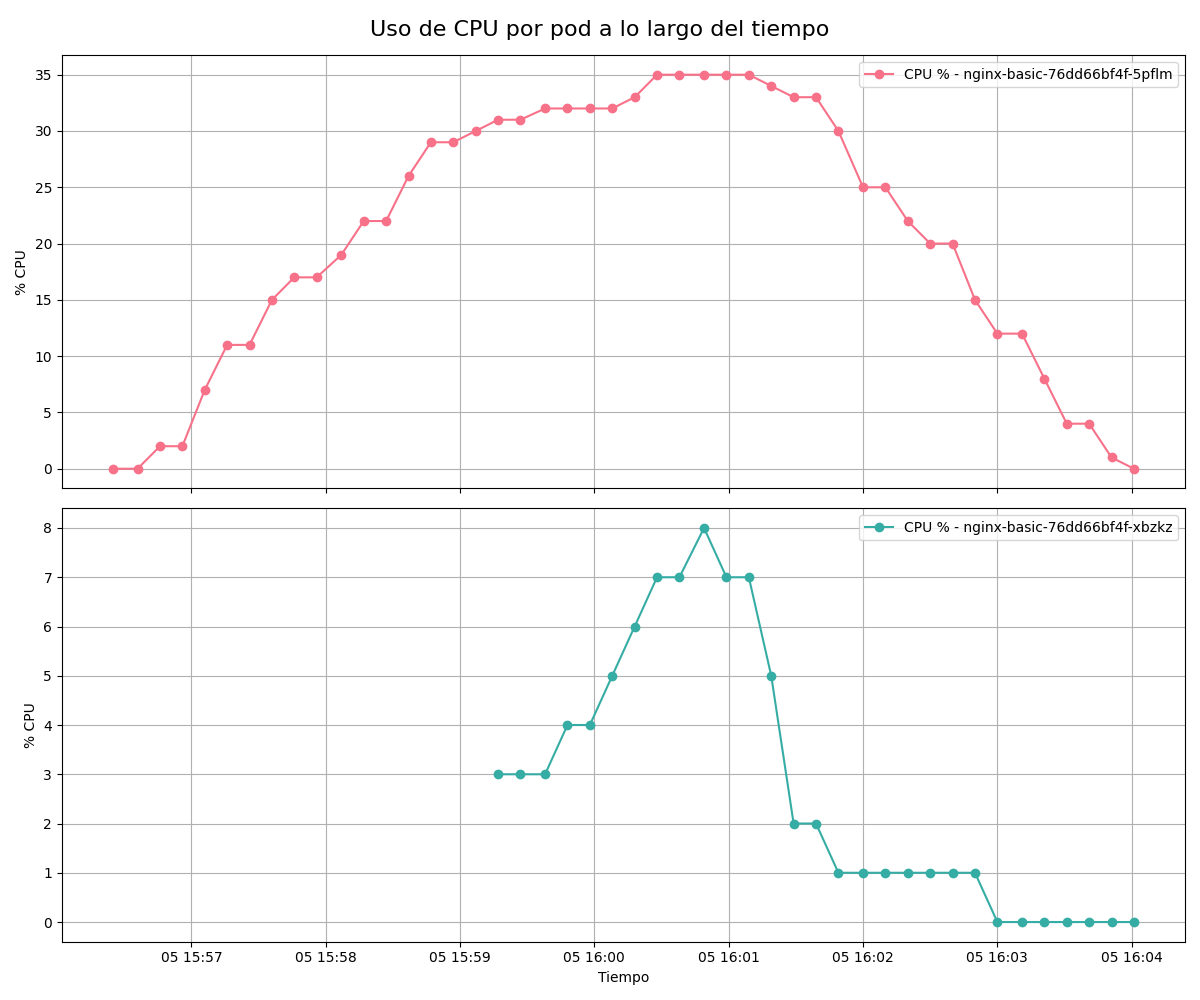 Uso de CPU por pod a lo largo del tiempo
CPU % - nginx-basic-76dd66bf4f-5pflm
35
30
25
20
15
10
5
0
% CPU
CPU % - nginx-basic-76dd66bf4f-xbzkz
8
7
6
5
4
3
2
1
0
% CPU
05 15:57 05 15:58 05 15:59 05 16:00 05 16:01 05 16:02 05 16:03 05 16:04
Tiempo